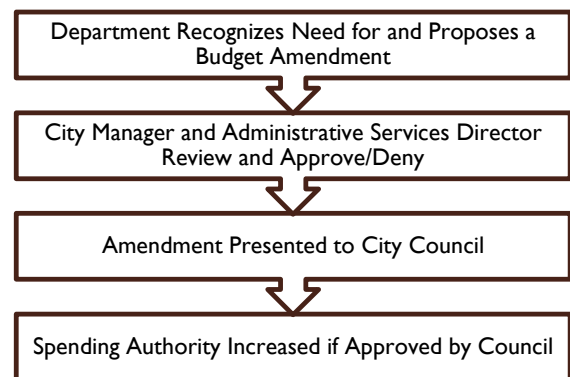 Department Recognizes Need for and Proposes a
Budget Amendment
City Manager and Administrative Services Director
Review and Approve/Deny
Amendment Presented to City Council
Spending Authority Increased if Approved by Council